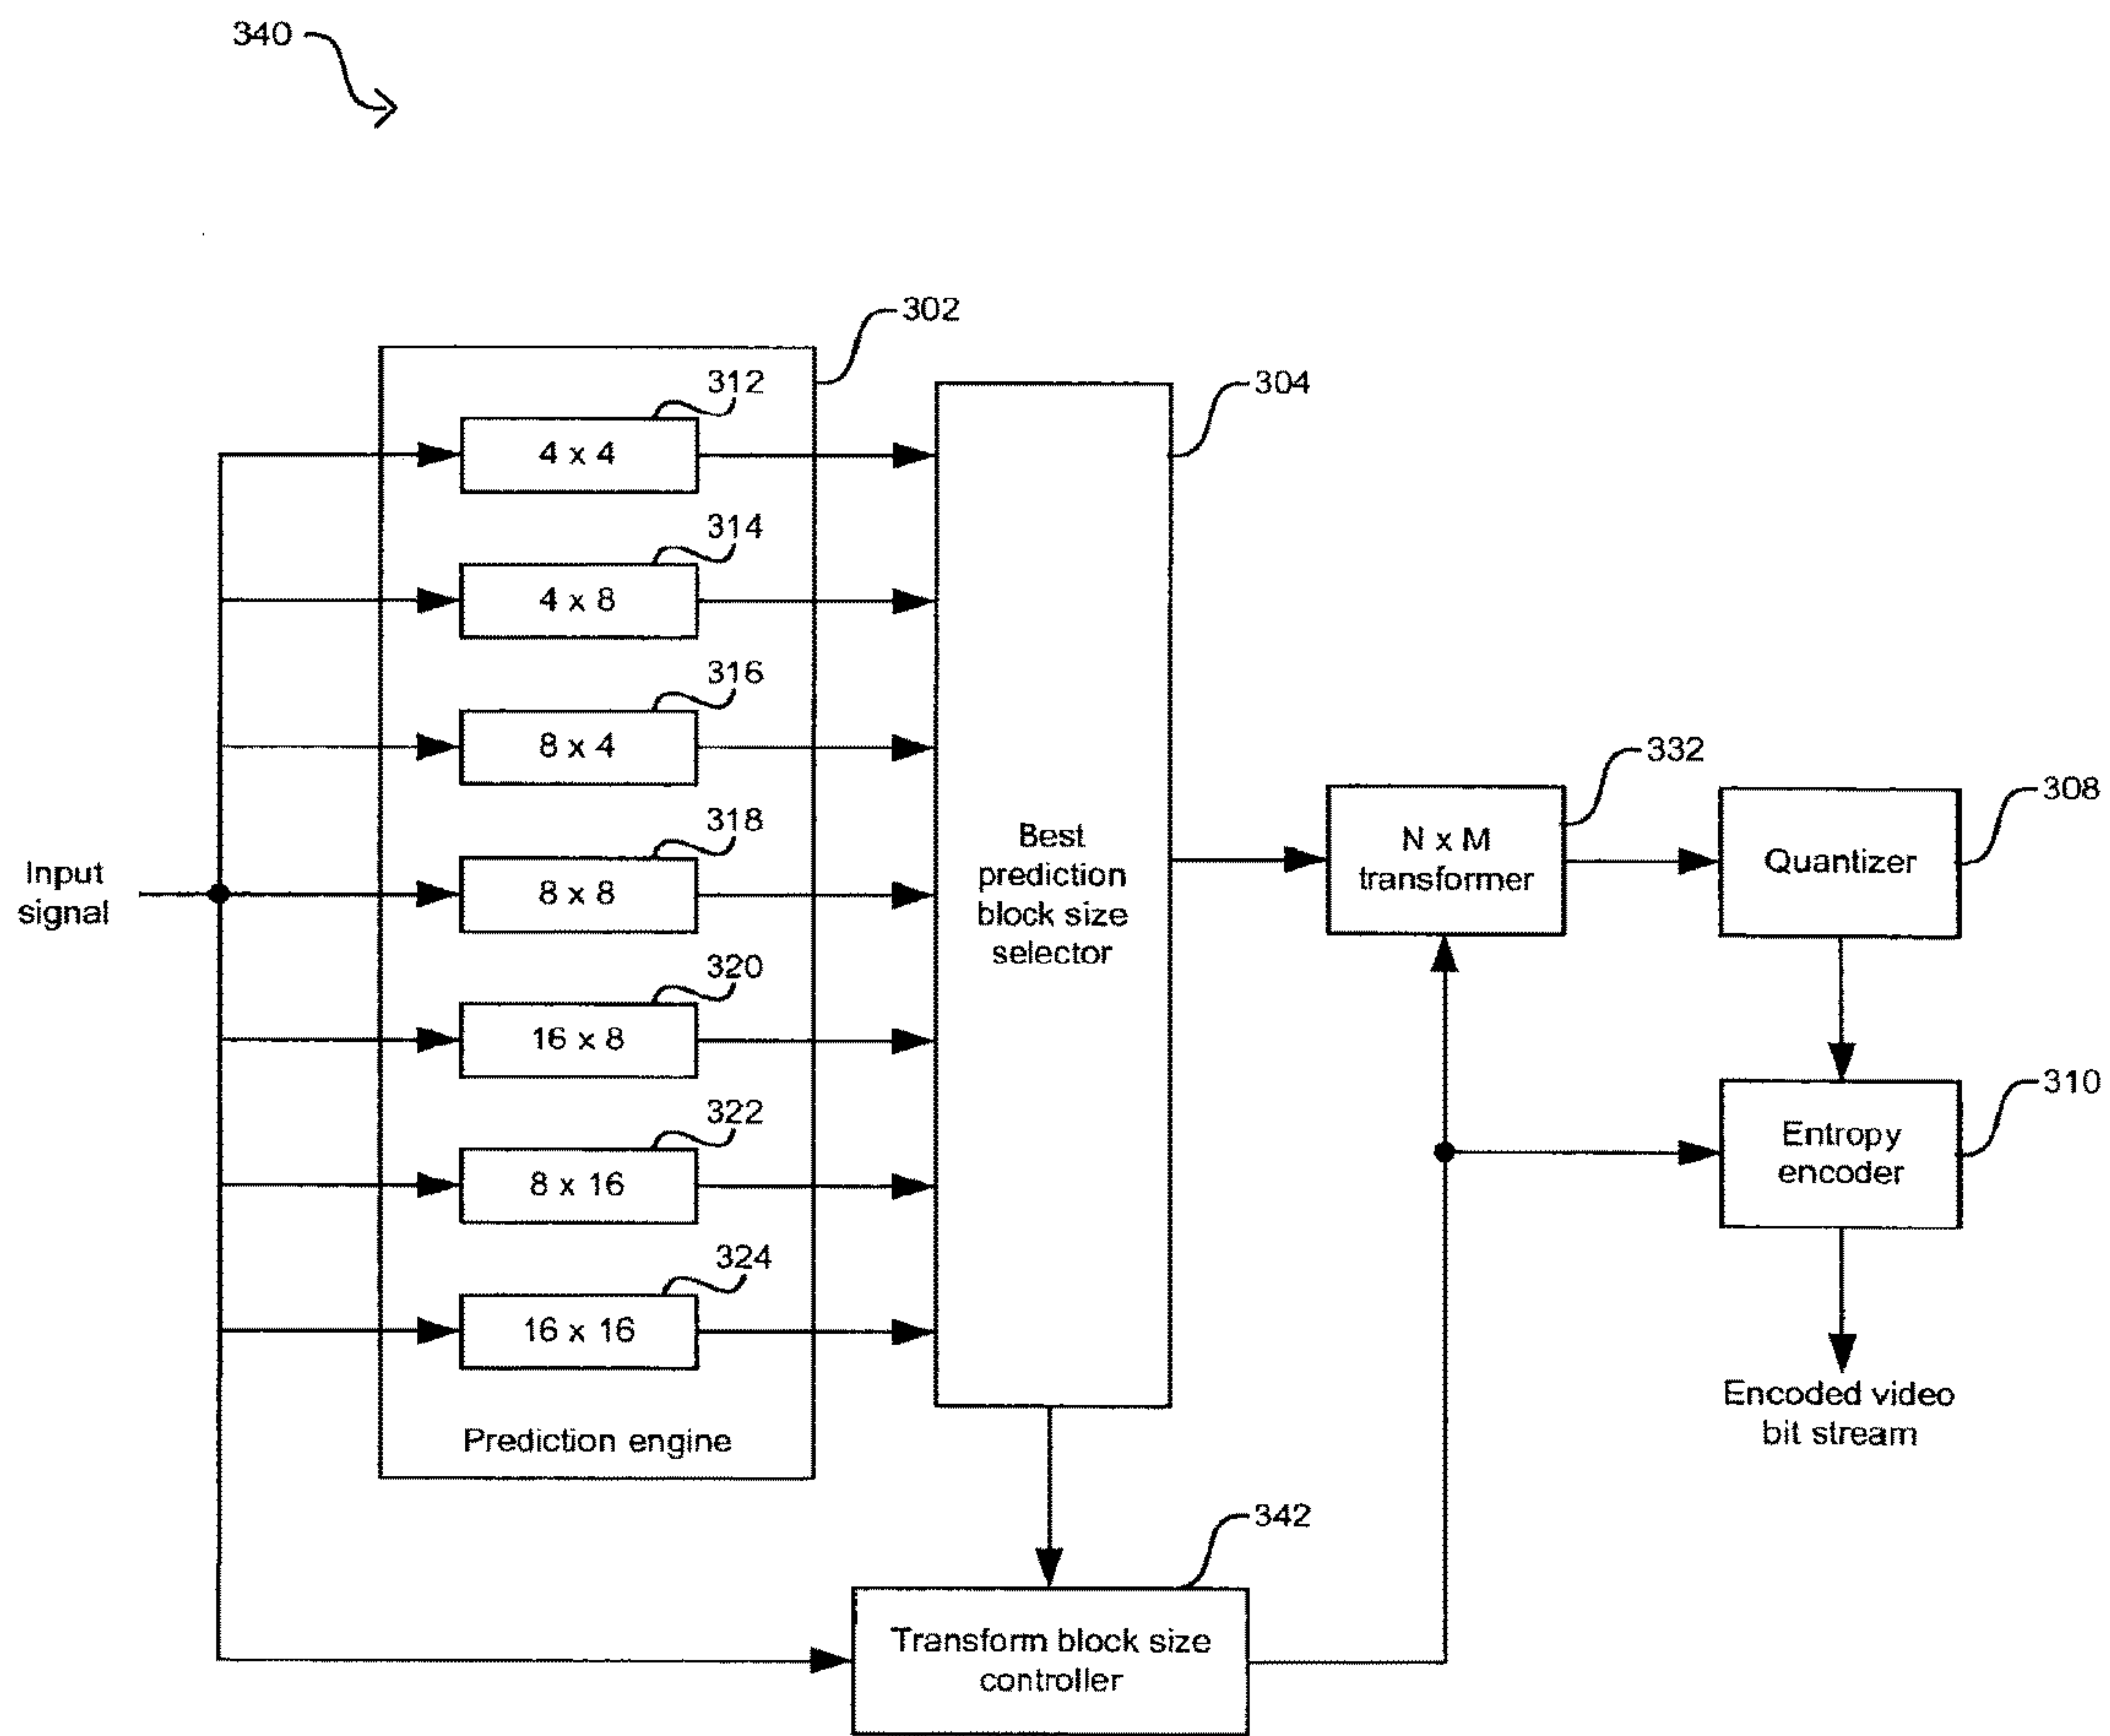 340
302
312
4 x 4
314
4 x 8
316
8 x 4
318
8 x 8
320
16 x 8
322
8 x 16
324
16 x 16
Prediction engine
Input
signal
304
Best
prediction
block size
selector
332
N x M
transformer
308
Quantizer
310
Entropy
encoder
Encoded video
bit stream
342
Transform block size
controller